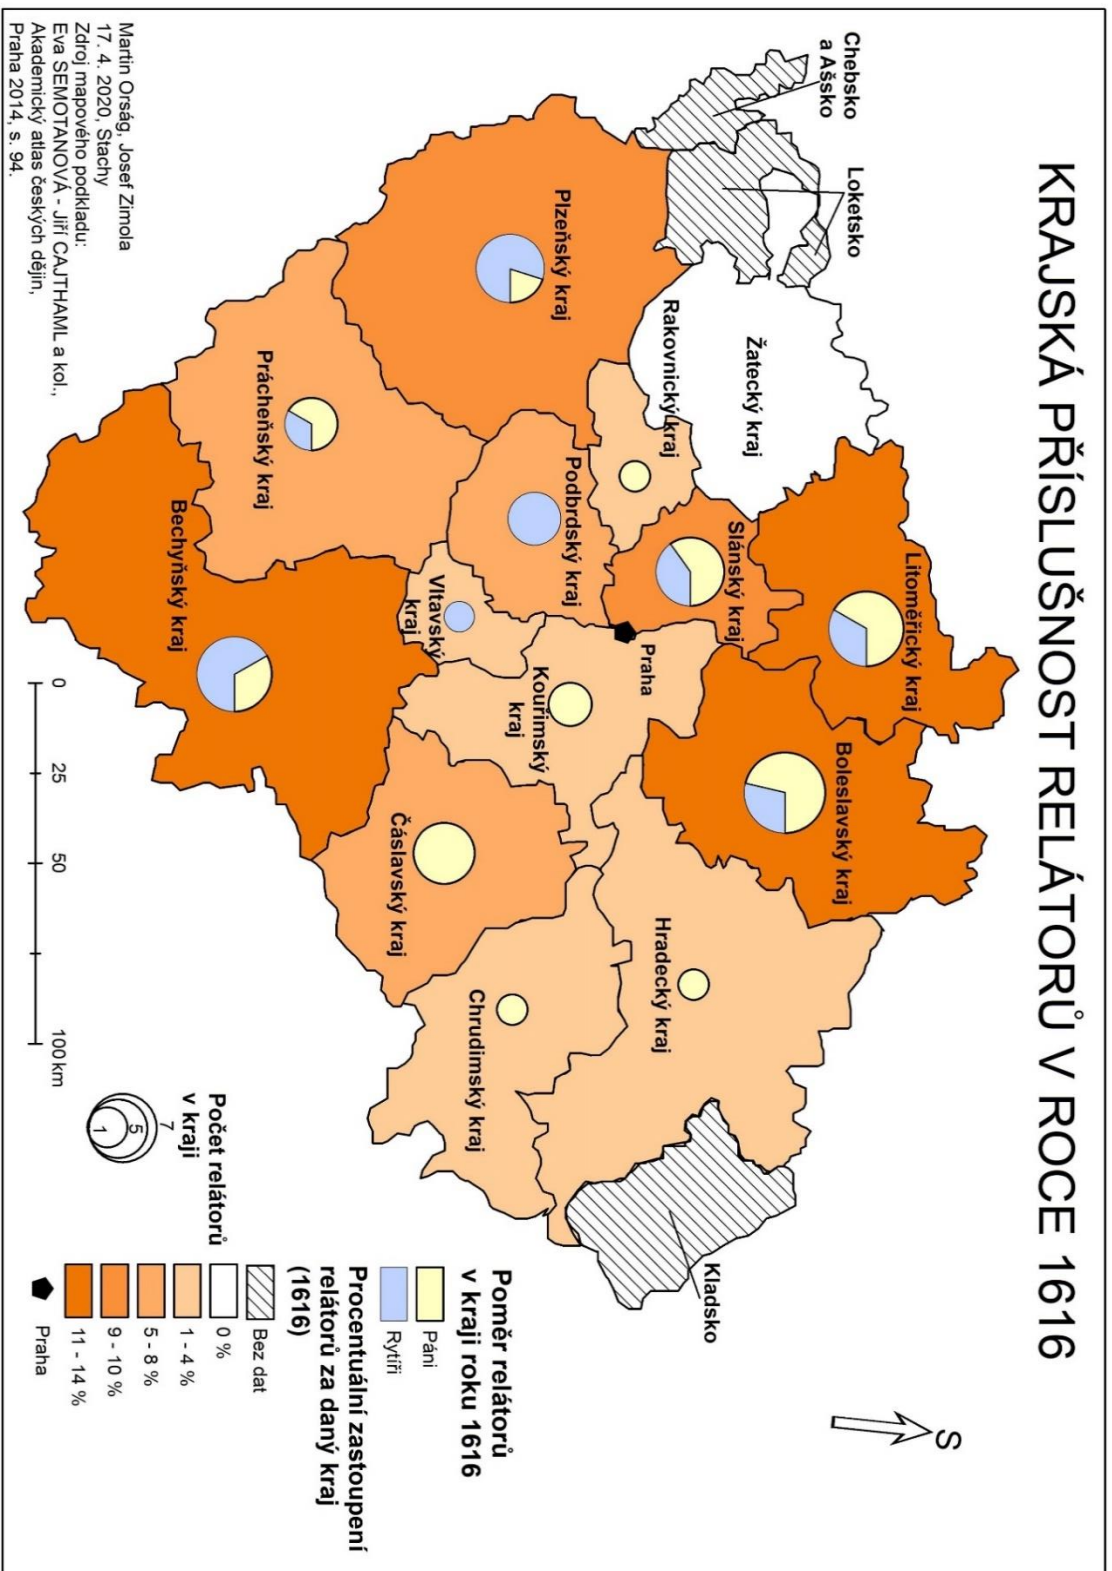 KRAJSKÁ PŘÍSLUŠNOST RELÁTORŮ V ROCE 1616
S
Chebsko
a Ašsko
Loketsko
Žatecký kraj
Litoměřický kraj
Boleslavský kraj
Rakovnický kraj
Slánský kraj
Praha
Hradecký kraj
Kladsko
Plzeňský kraj
Podbrdský kraj
Kouřimský
kraj
Vltavský
kraj
Chrudimský kraj
Čáslavský kraj
Prácheňský kraj
Bechyňský kraj
Martin Orság, Josef Zimola
17. 4. 2020, Stachy
Zdroj mapového podkladu:
Eva SEMOTANOVÁ - Jiří CAJTHAML a kol.,
Akademický atlas českých dějin,
Praha 2014, s. 94.
0 25 50 100 km
Počet relátorů
v kraji
7
5
1
Poměr relátorů
v kraji roku 1616
Páni
Rytíři
Procentuální zastoupení
relátorů za daný kraj
(1616)
Bez dat
0 %
1 - 4 %
5 - 8 %
9 - 10 %
11 - 14 %
Praha